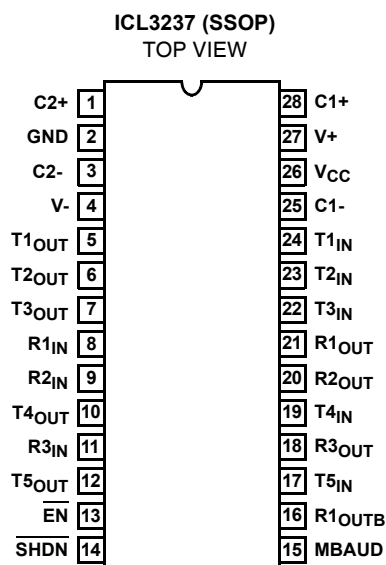 ICL3237 (SSOP)
TOP VIEW
C2+ 1 28 C1+
GND 2 27 V+
C2- 3 26 VCC
V- 4 25 C1-
T1OUT 5 24 T1IN
T2OUT 6 23 T2IN
T3OUT 7 22 T3IN
R1IN 8 21 R1OUT
R2IN 9 20 R2OUT
T4OUT 10 19 T4IN
R3IN 11 18 R3OUT
T5OUT 12 17 T5IN
EN 13 16 R1OUTB
SHDN 14 15 MBAUD